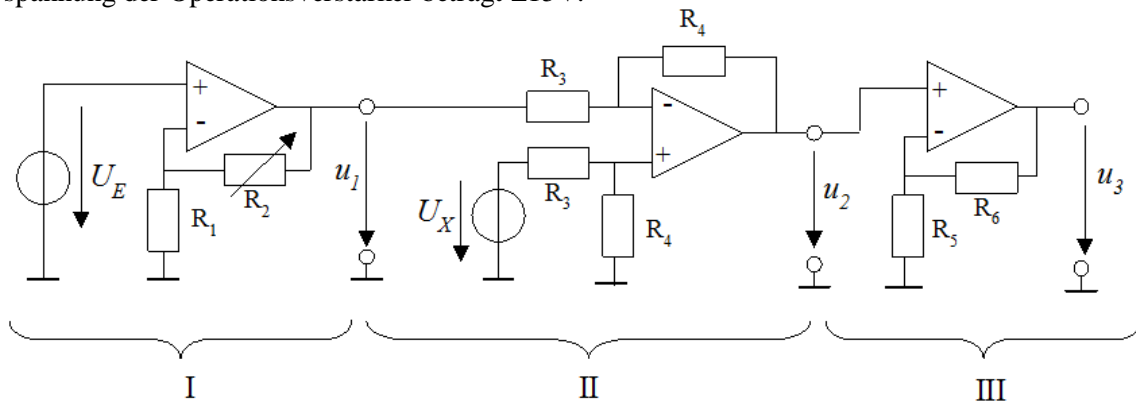 spannung der Operationsverstärker beträgt ±15 V.
R₄
R₃
+
-
-
+
+
-
U_E
R₂
u₁
R₃
U_X
u₂
R₆
u₃
R₁
R₄
R₅
I
II
III